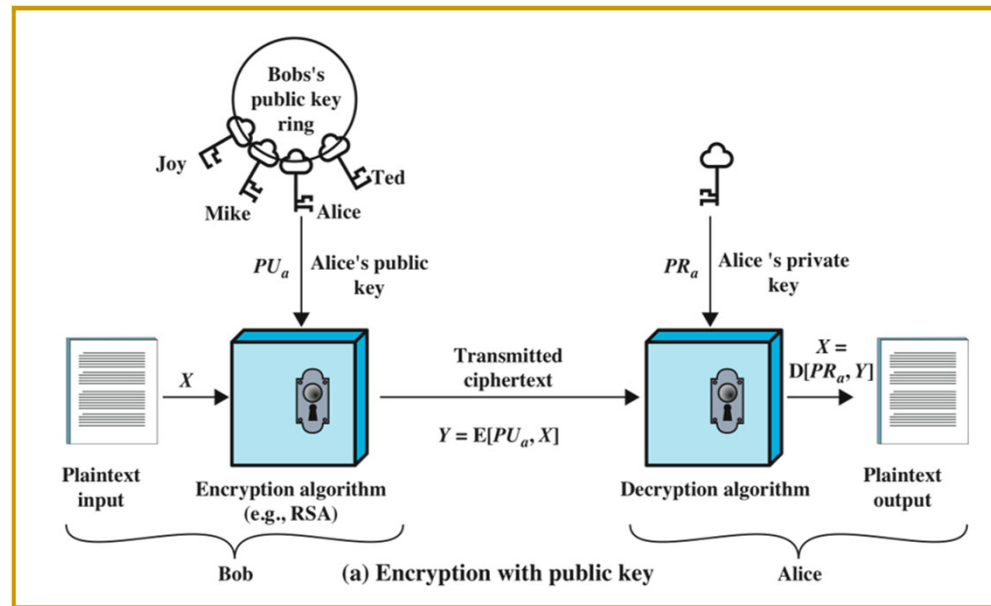 Bobs's
public key
ring
Joy
Ted
Mike
Alice
PUa
Alice's public
key
PRa
Alice 's private
key
X
Transmitted
ciphertext
X =
D[PRa, Y]
Y = E[PUa, X]
Plaintext
input
Encryption algorithm
(e.g., RSA)
Decryption algorithm
Plaintext
output
Bob
(a) Encryption with public key
Alice